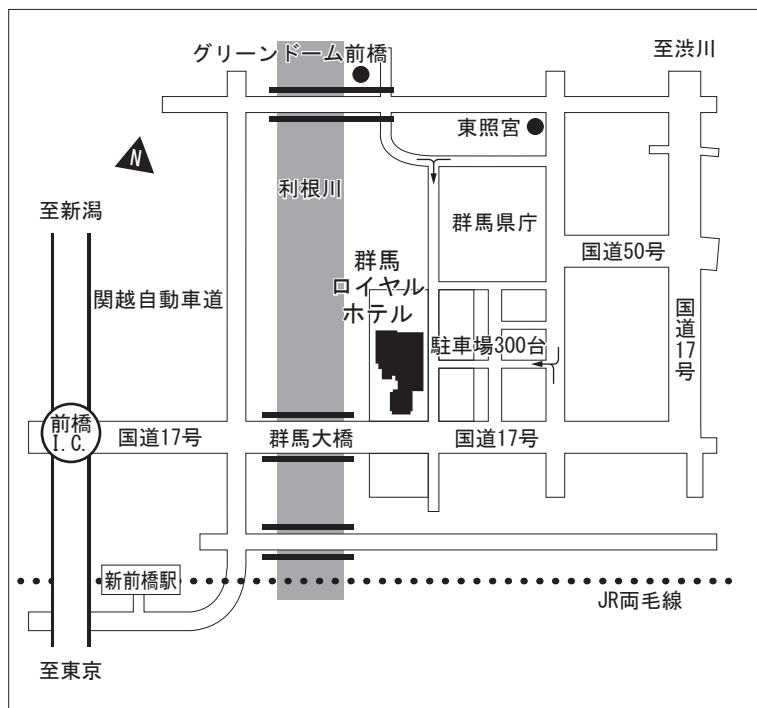 グリーンドーム前橋
至渋川
東照宮
N
利根川
至新潟
群馬県庁
国道50号
群馬
ロイヤル
ホテル
関越自動車道
国道17号
駐車場300台
前橋
I.C.
国道17号
群馬大橋
国道17号
新前橋駅
JR両毛線
至東京